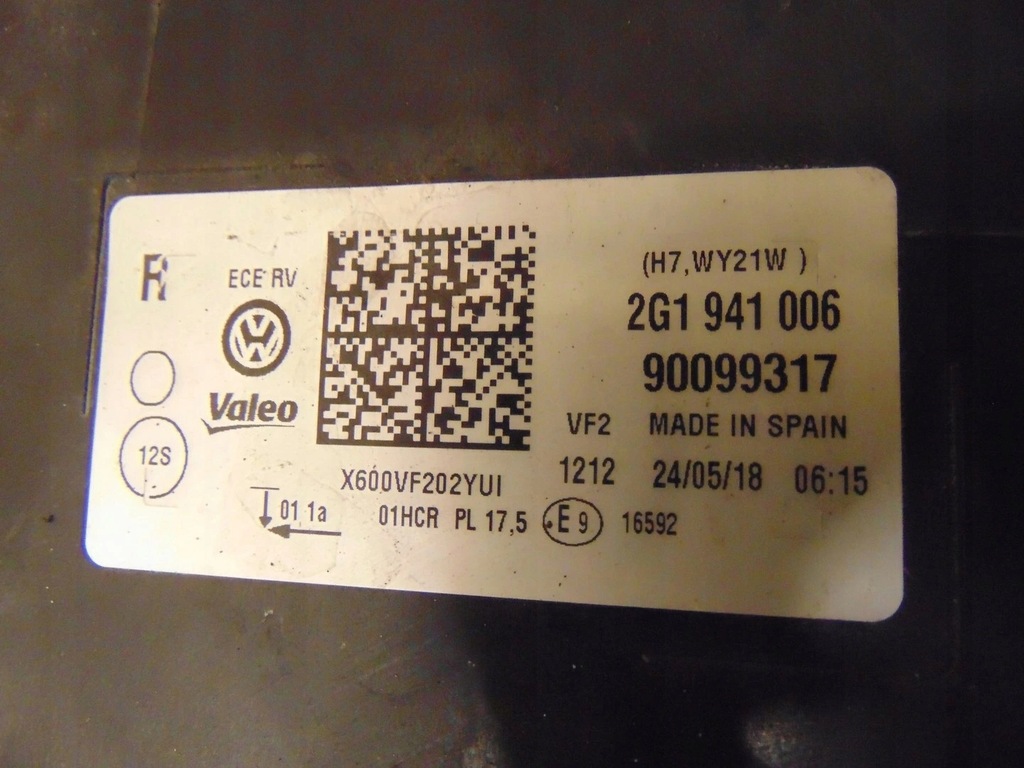 R
ECE RV
VW
Valeo
12S
(H7,WY21W )
2G1 941 006
90099317
VF2 MADE IN SPAIN
1212 24/05/18 06:15
X600VF202YUI
01 1a
01HCR PL 17,5 E 9 16592